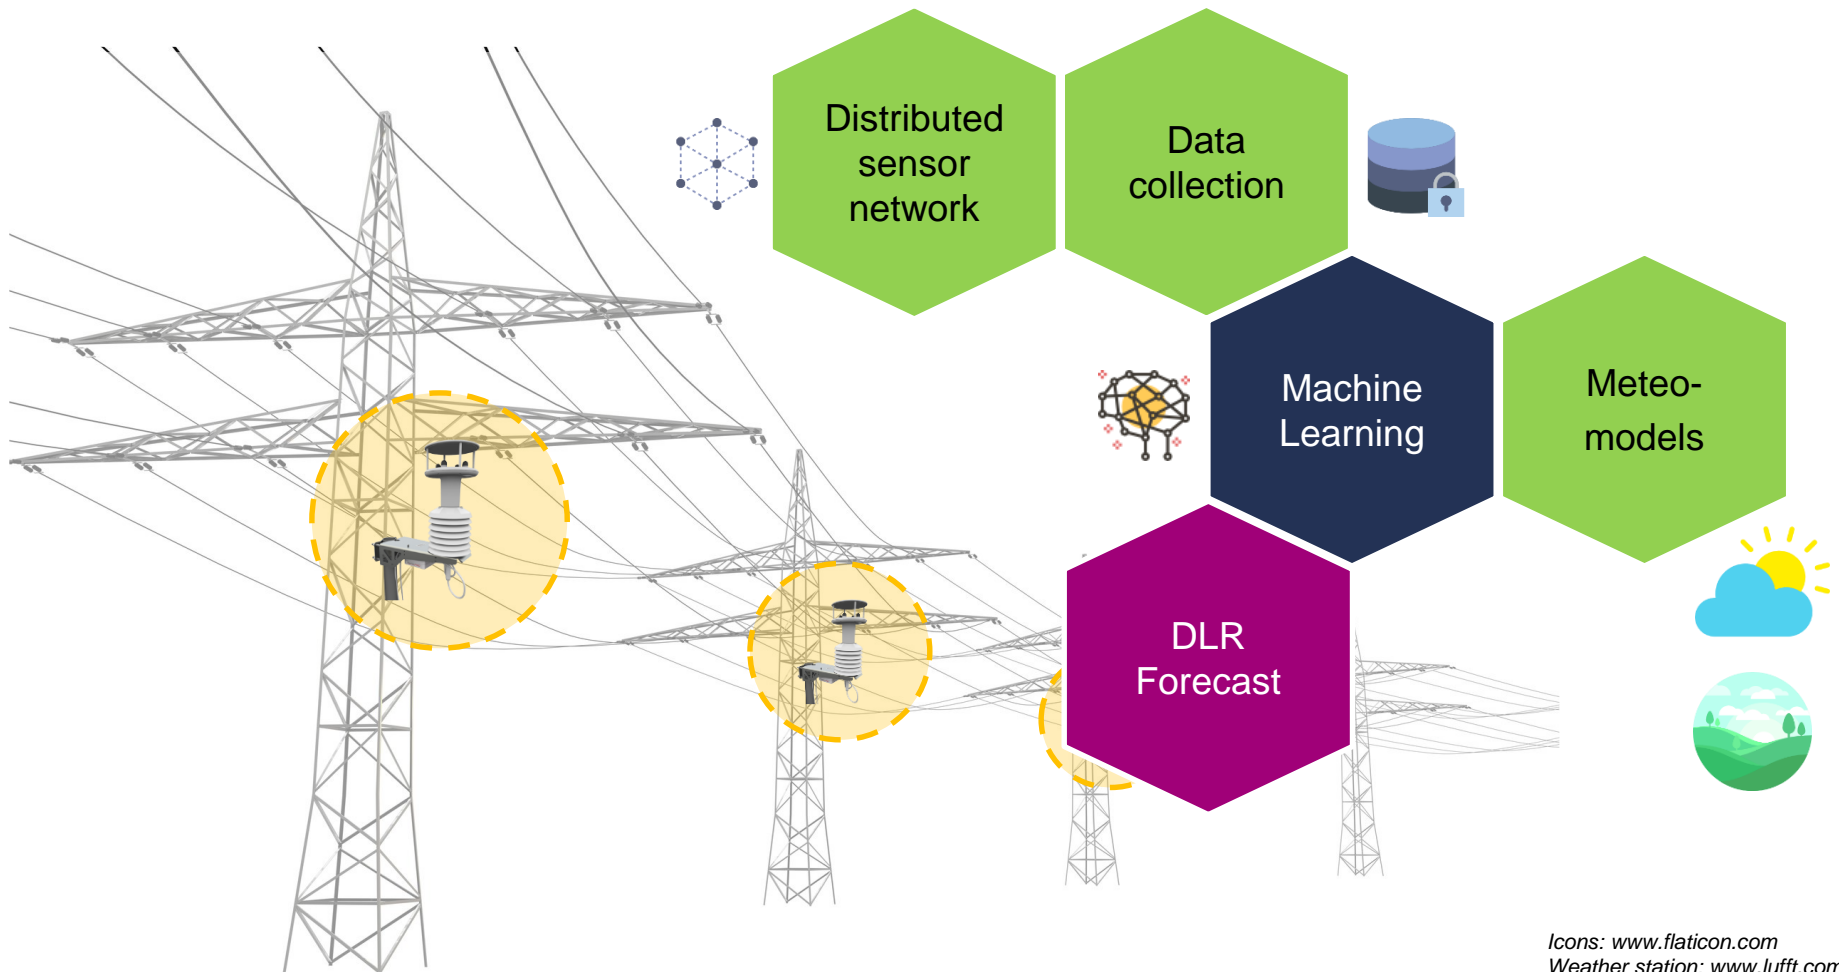 Distributed
sensor
network
Data
collection
Machine
Learning
Meteo-
models
DLR
Forecast
Icons: www.flaticon.com
Weather station: www.lufft.com